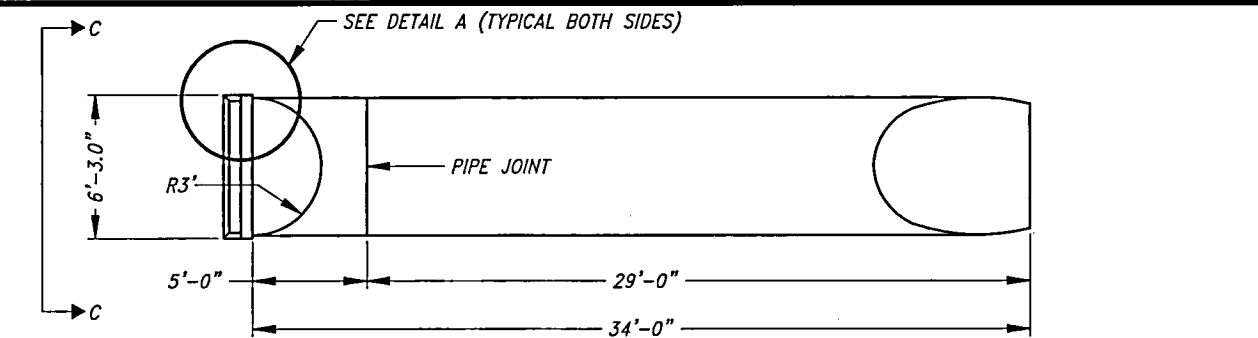 C
SEE DETAIL A (TYPICAL BOTH SIDES)
6'-3.0"
R3'
PIPE JOINT
5'-0"
29'-0"
C
34'-0"